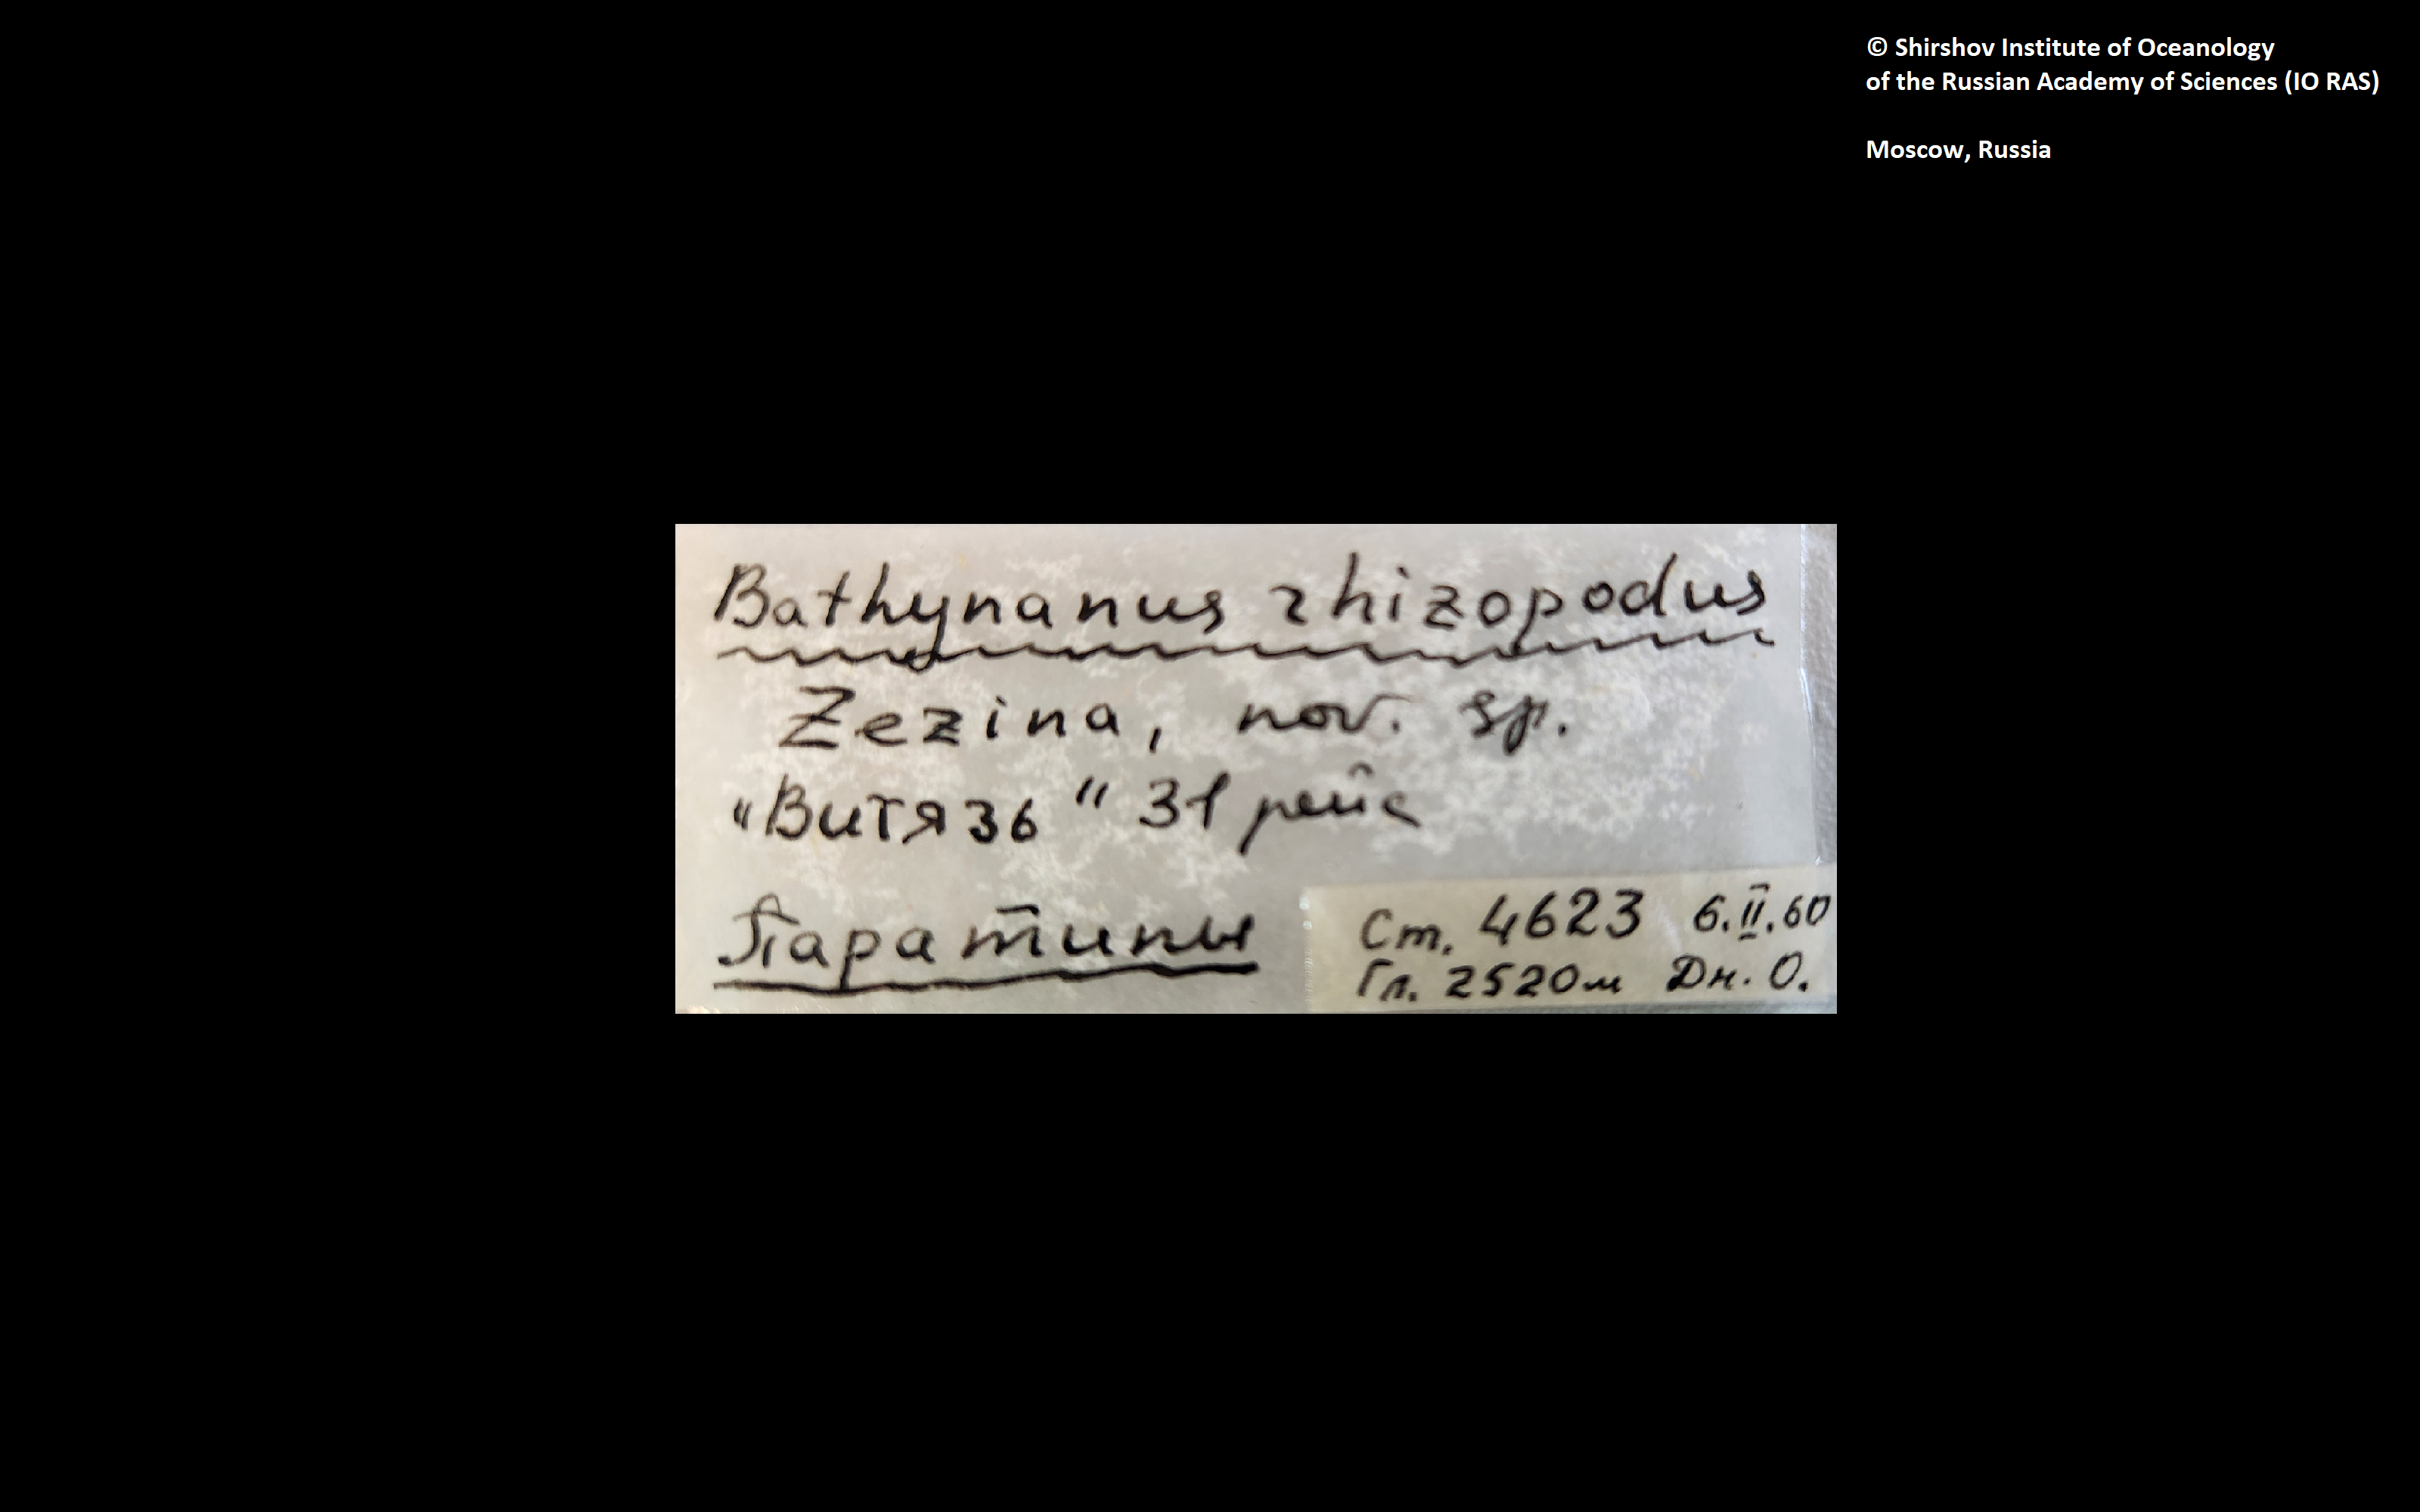 © Shirshov Institute of Oceanology
of the Russian Academy of Sciences (IO RAS)
Moscow, Russia
Bathynanus rhizopodus
Zezina, nov. sp.
„Витязь" 31 рейс
Паратипы
Ст. 4623 6.II.60
Гл. 2520м Дн. О.